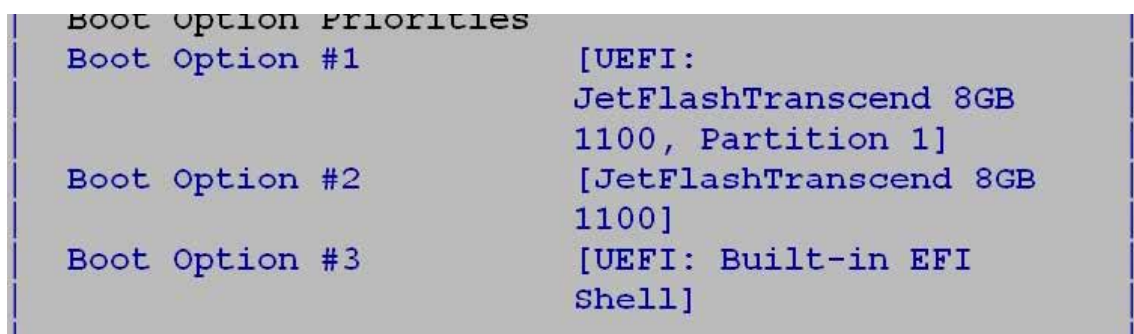 Boot Option Priorities
Boot Option #1 [UEFI:
JetFlashTranscend 8GB
1100, Partition 1]
Boot Option #2 [JetFlashTranscend 8GB
1100]
Boot Option #3 [UEFI: Built-in EFI
Shell]